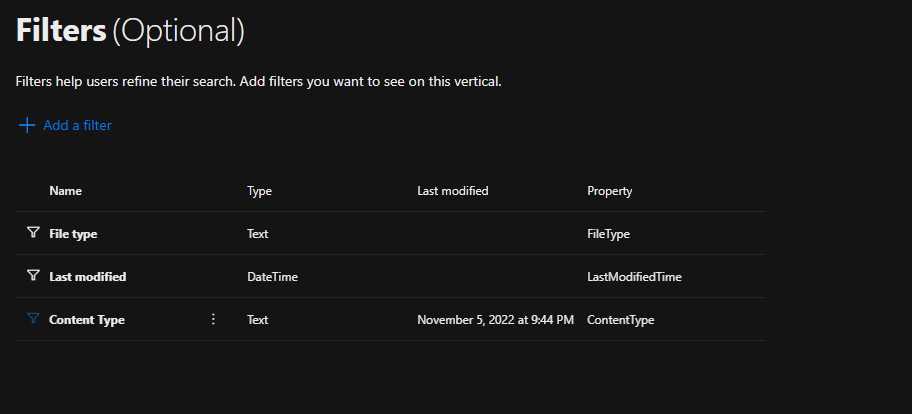 Filters (Optional)
Filters help users refine their search. Add filters you want to see on this vertical.
Add a filter
Name Type Last modified Property
File type Text FileType
Last modified DateTime LastModifiedTime
Content Type Text November 5, 2022 at 9:44 PM ContentType